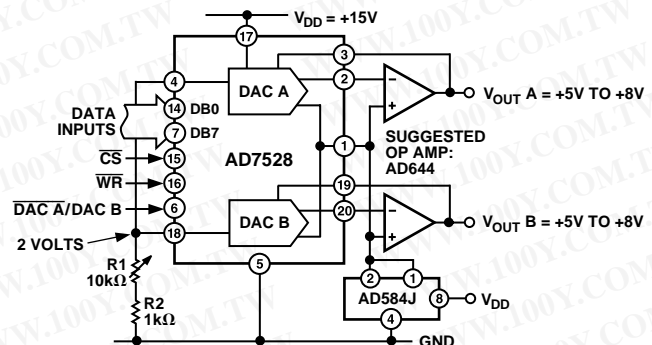 V_DD = +15V
17
3
4
2
DAC A
DATA INPUTS
14
DB0
V_OUT A = +5V TO +8V
7
DB7
1
SUGGESTED
OP AMP:
AD644
CS
15
AD7528
WR
16
19
DAC A/DAC B
6
20
DAC B
V_OUT B = +5V TO +8V
2 VOLTS
18
5
R1
10kΩ
2
1
AD584J
8
V_DD
R2
1kΩ
4
GND
WWW.100Y.COM.TW